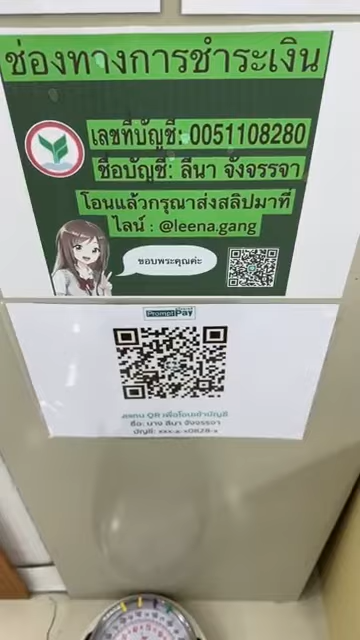 ช่องทางการชำระเงิน
เลขที่บัญชี: 0051108280
ชื่อบัญชี: ลีนา จังจรรจา
โอนแล้วกรุณาส่งสลิปมาที่
ไลน์ : @leena.gang
ขอบพระคุณค่ะ
PromptPay
สแกน QR เพื่อโอนเข้าบัญชี
ชื่อ: นาง ลีนา จังจรรจา
บัญชี: xxx-x-x0828-x